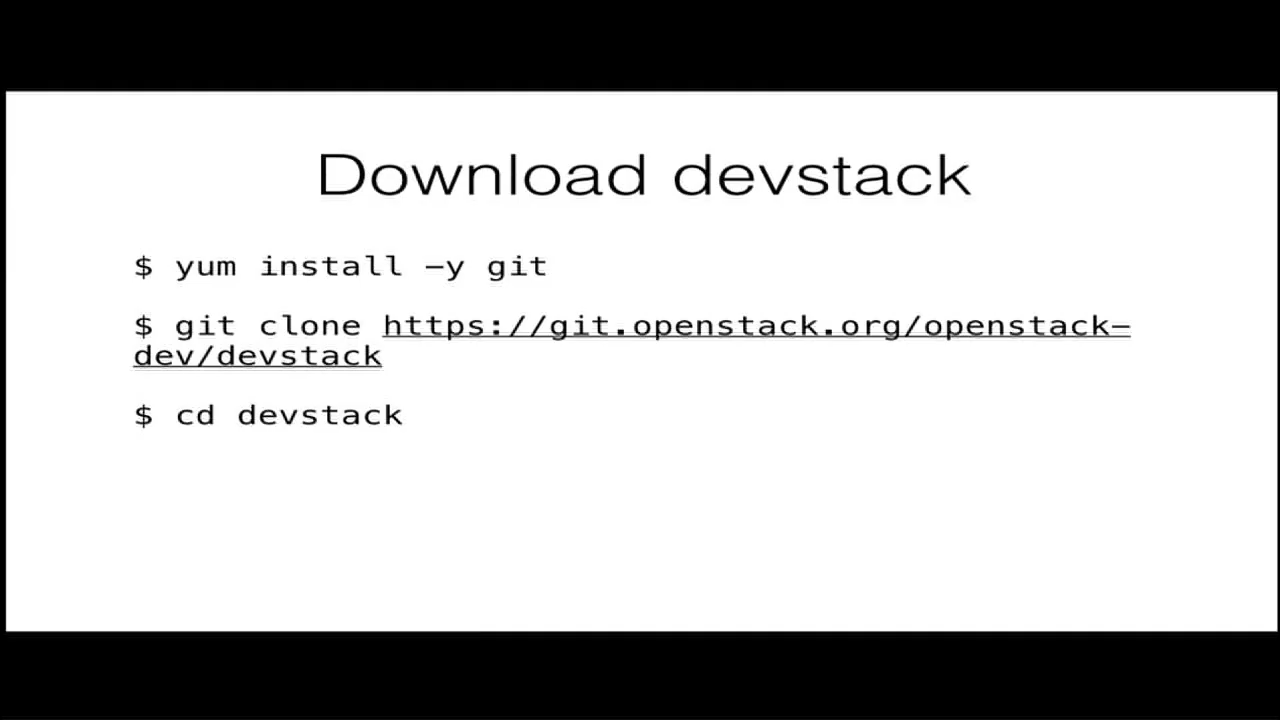 Download devstack
$ yum install –y git
$ git clone https://git.openstack.org/openstack–
dev/devstack
$ cd devstack